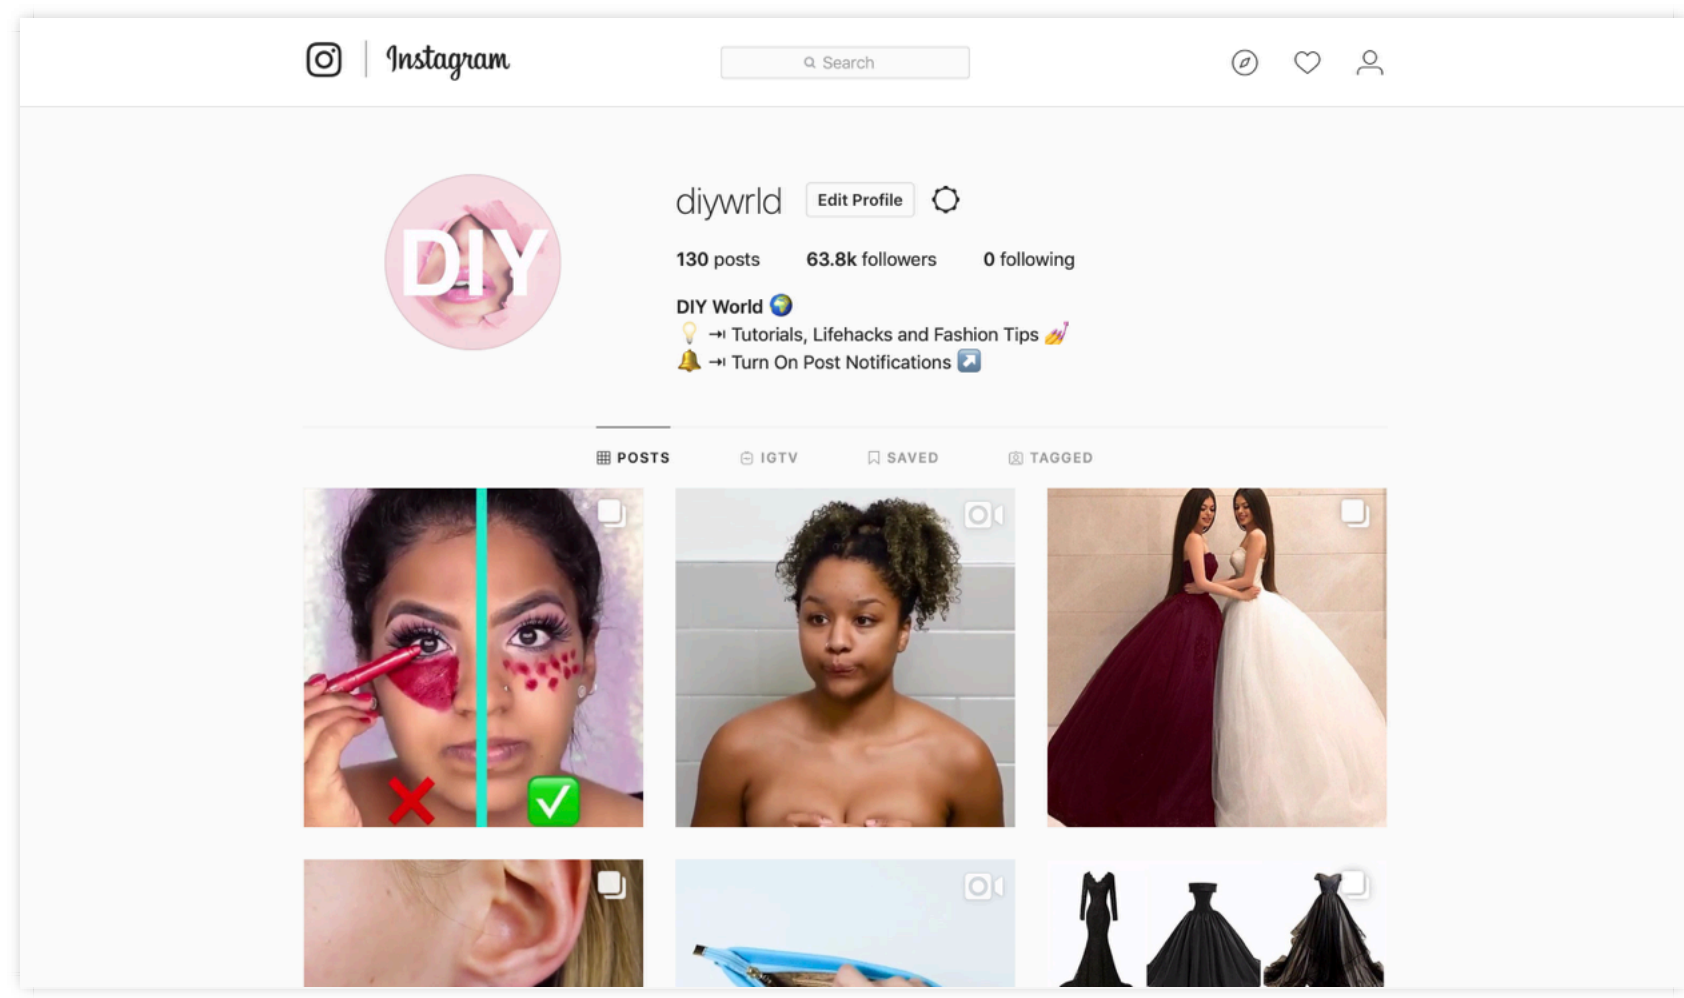 Instagram
Search
diywrld
Edit Profile
130 posts
63.8k followers
0 following
DIY
DIY World 🌍
💡 ⇥ Tutorials, Lifehacks and Fashion Tips 💅
🔔 ⇥ Turn On Post Notifications ↗️
POSTS
IGTV
SAVED
TAGGED